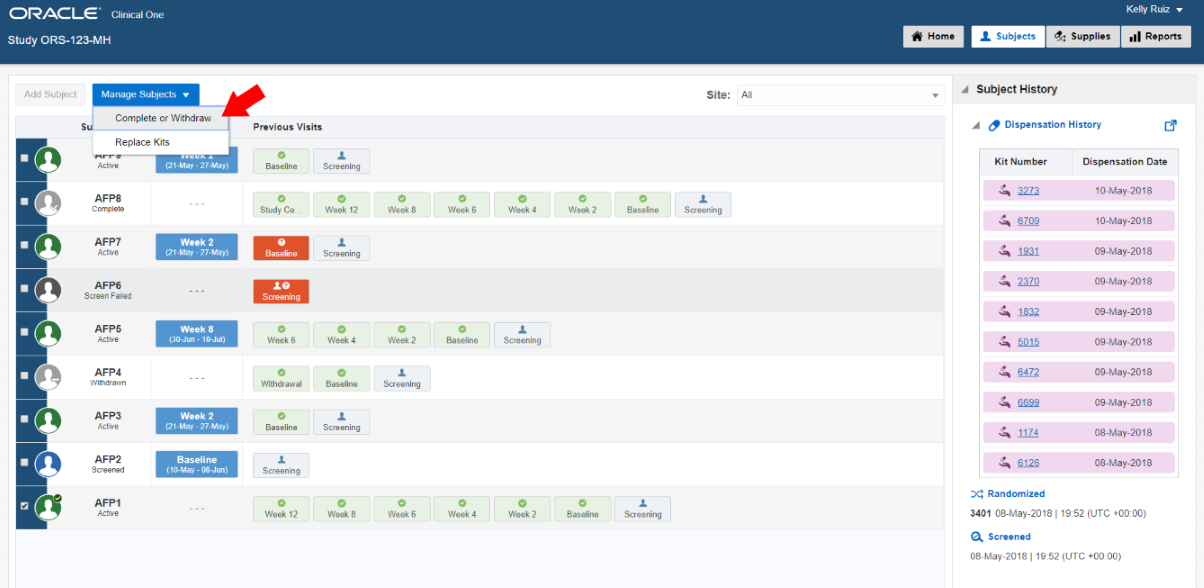 ORACLE® Clinical One
Kelly Ruiz
Study ORS-123-MH
Home
Subjects
Supplies
Reports
Add Subject
Manage Subjects
Site: All
Complete or Withdraw
Replace Kits
Previous Visits
AFP9
Active
Week 2
(21-May - 27-May)
Baseline
Screening
AFP8
Complete
- - -
Study Co...
Week 12
Week 8
Week 6
Week 4
Week 2
Baseline
Screening
AFP7
Active
Week 2
(21-May - 27-May)
Baseline
Screening
AFP6
Screen Failed
- - -
Screening
AFP5
Active
Week 8
(30-Jun - 10-Jul)
Week 6
Week 4
Week 2
Baseline
Screening
AFP4
Withdrawn
- - -
Withdrawal
Baseline
Screening
AFP3
Active
Week 2
(21-May - 27-May)
Baseline
Screening
AFP2
Screened
Baseline
(10-May - 08-Jun)
Screening
AFP1
Active
- - -
Week 12
Week 8
Week 6
Week 4
Week 2
Baseline
Screening
Subject History
Dispensation History
Kit Number Dispensation Date
3273 10-May-2018
6709 10-May-2018
1931 09-May-2018
2370 09-May-2018
1832 09-May-2018
5015 09-May-2018
6472 09-May-2018
6699 09-May-2018
1174 08-May-2018
6126 08-May-2018
Randomized
3401 08-May-2018 | 19:52 (UTC +00:00)
Screened
08-May-2018 | 19:52 (UTC +00:00)